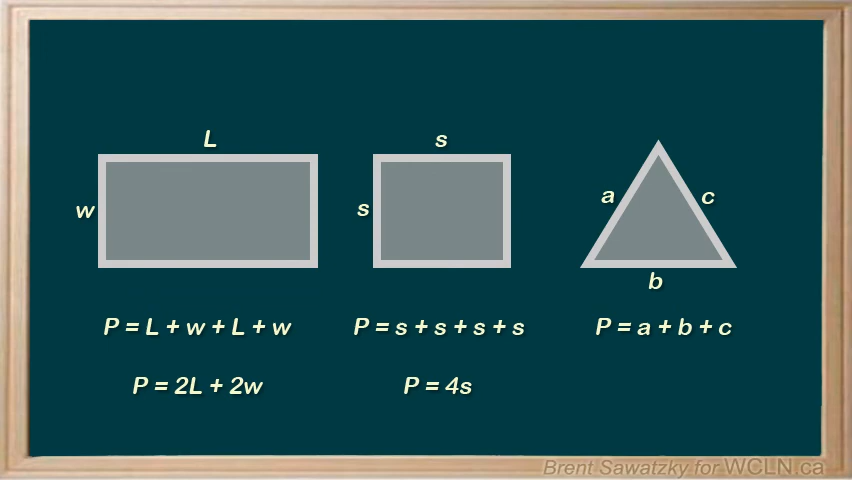 L
s
w
s
a
c
b
P = L + w + L + w
P = s + s + s + s
P = a + b + c
P = 2L + 2w
P = 4s
Brent Sawatzky for WCLN.ca